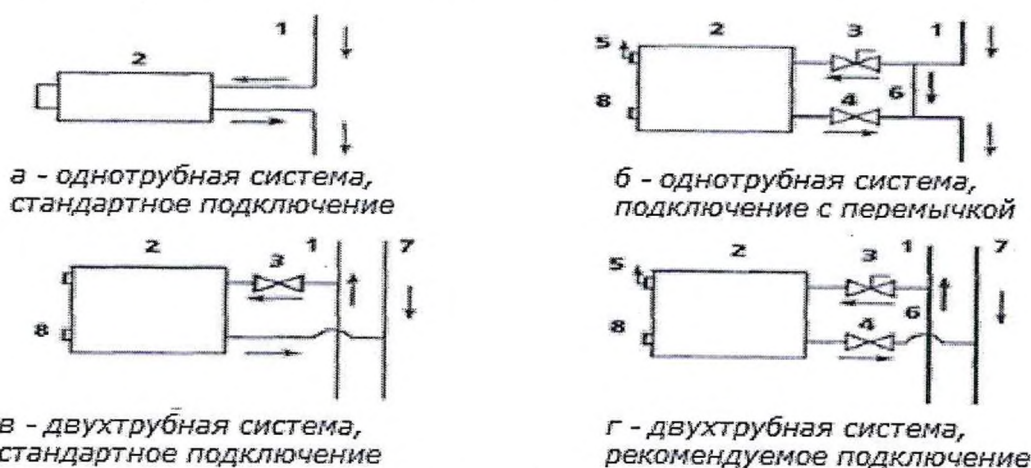 1
2
а - однотрубная система,
стандартное подключение
5 2 3 1
8 4 6
б - однотрубная система,
подключение с перемычкой
2 3 1 7
8
в - двухтрубная система,
стандартное подключение
5 2 3 1 7
8 4 6
г - двухтрубная система,
рекомендуемое подключение